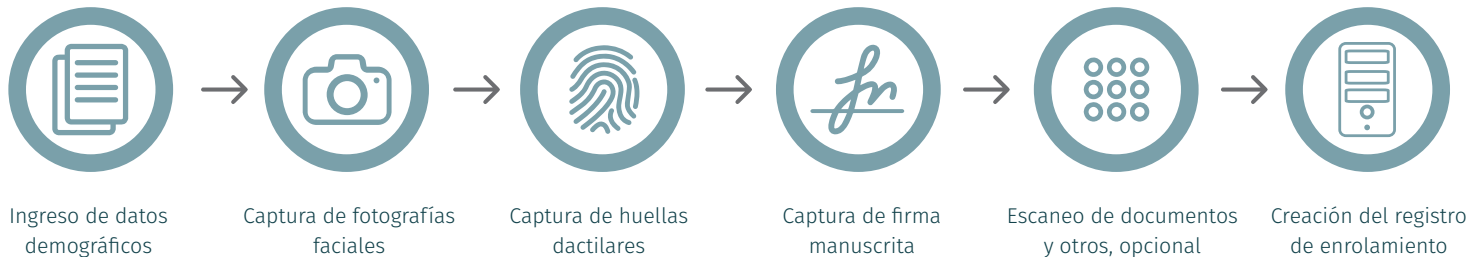 Ingreso de datos
demográficos
Captura de fotografías
faciales
Captura de huellas
dactilares
Captura de firma
manuscrita
Escaneo de documentos
y otros, opcional
Creación del registro
de enrolamiento